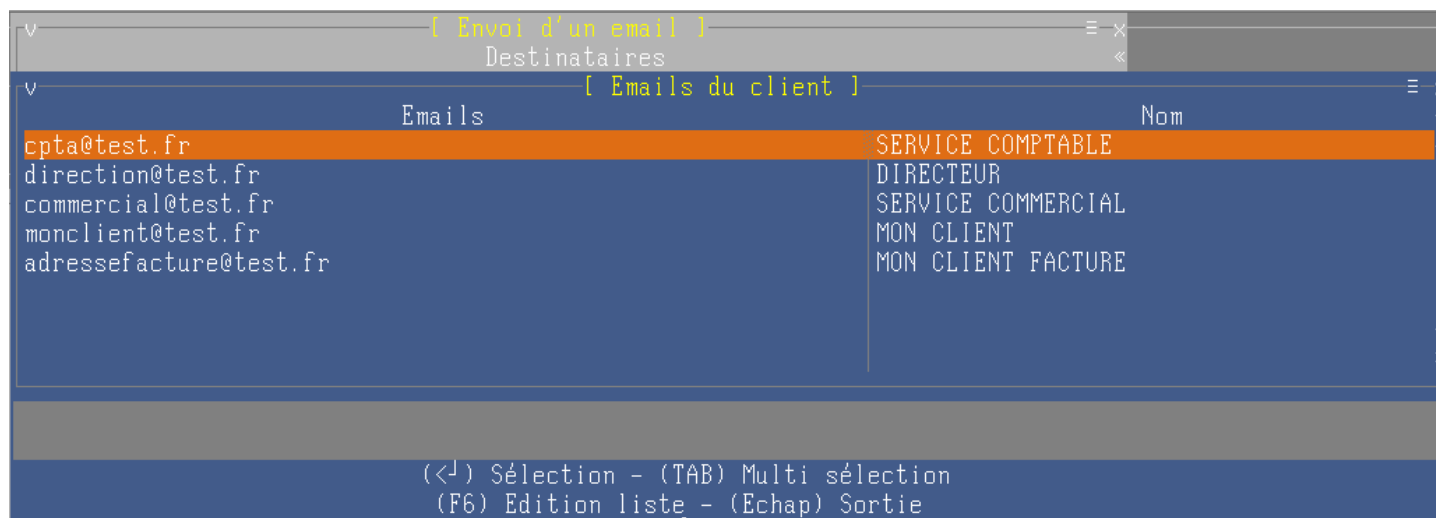 [ Envoi d'un email ]
Destinataires
[ Emails du client ]
Emails Nom
cpta@test.fr SERVICE COMPTABLE
direction@test.fr DIRECTEUR
commercial@test.fr SERVICE COMMERCIAL
monclient@test.fr MON CLIENT
adressefacture@test.fr MON CLIENT FACTURE
(<┘) Sélection - (TAB) Multi sélection
(F6) Edition liste - (Echap) Sortie